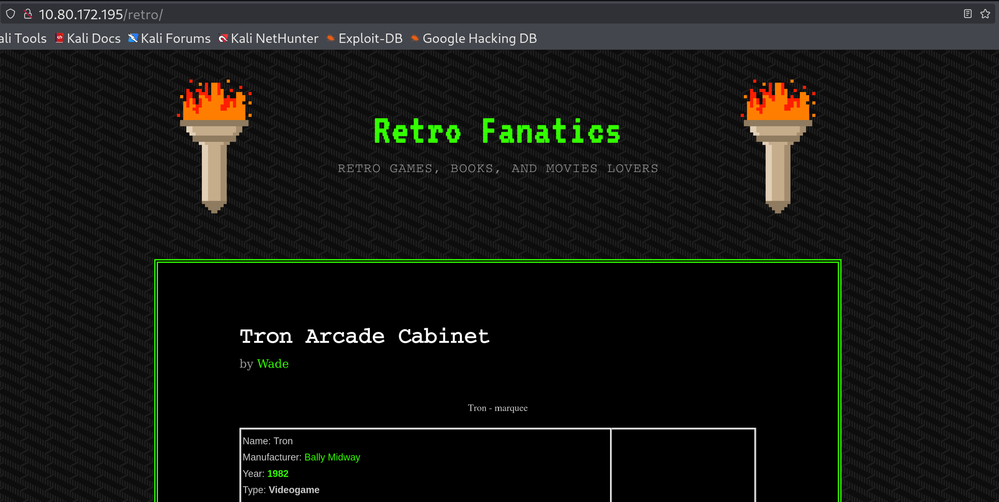 10.80.172.195/retro/
ali Tools Kali Docs Kali Forums Kali NetHunter Exploit-DB Google Hacking DB
Retro Fanatics
RETRO GAMES, BOOKS, AND MOVIES LOVERS
Tron Arcade Cabinet
by Wade
Tron - marquee
Name: Tron
Manufacturer: Bally Midway
Year: 1982
Type: Videogame